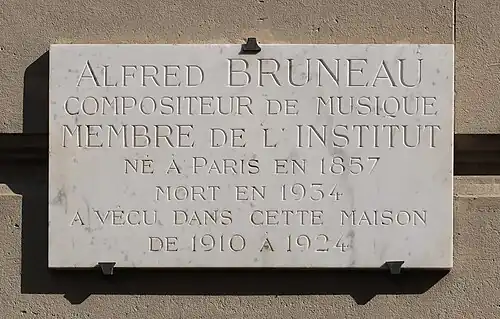 ALFRED BRUNEAU
COMPOSITEUR DE MUSIQUE
MEMBRE DE L'INSTITUT
NÉ À PARIS EN 1857
MORT EN 1934
A VÉCU DANS CETTE MAISON
DE 1910 À 1924